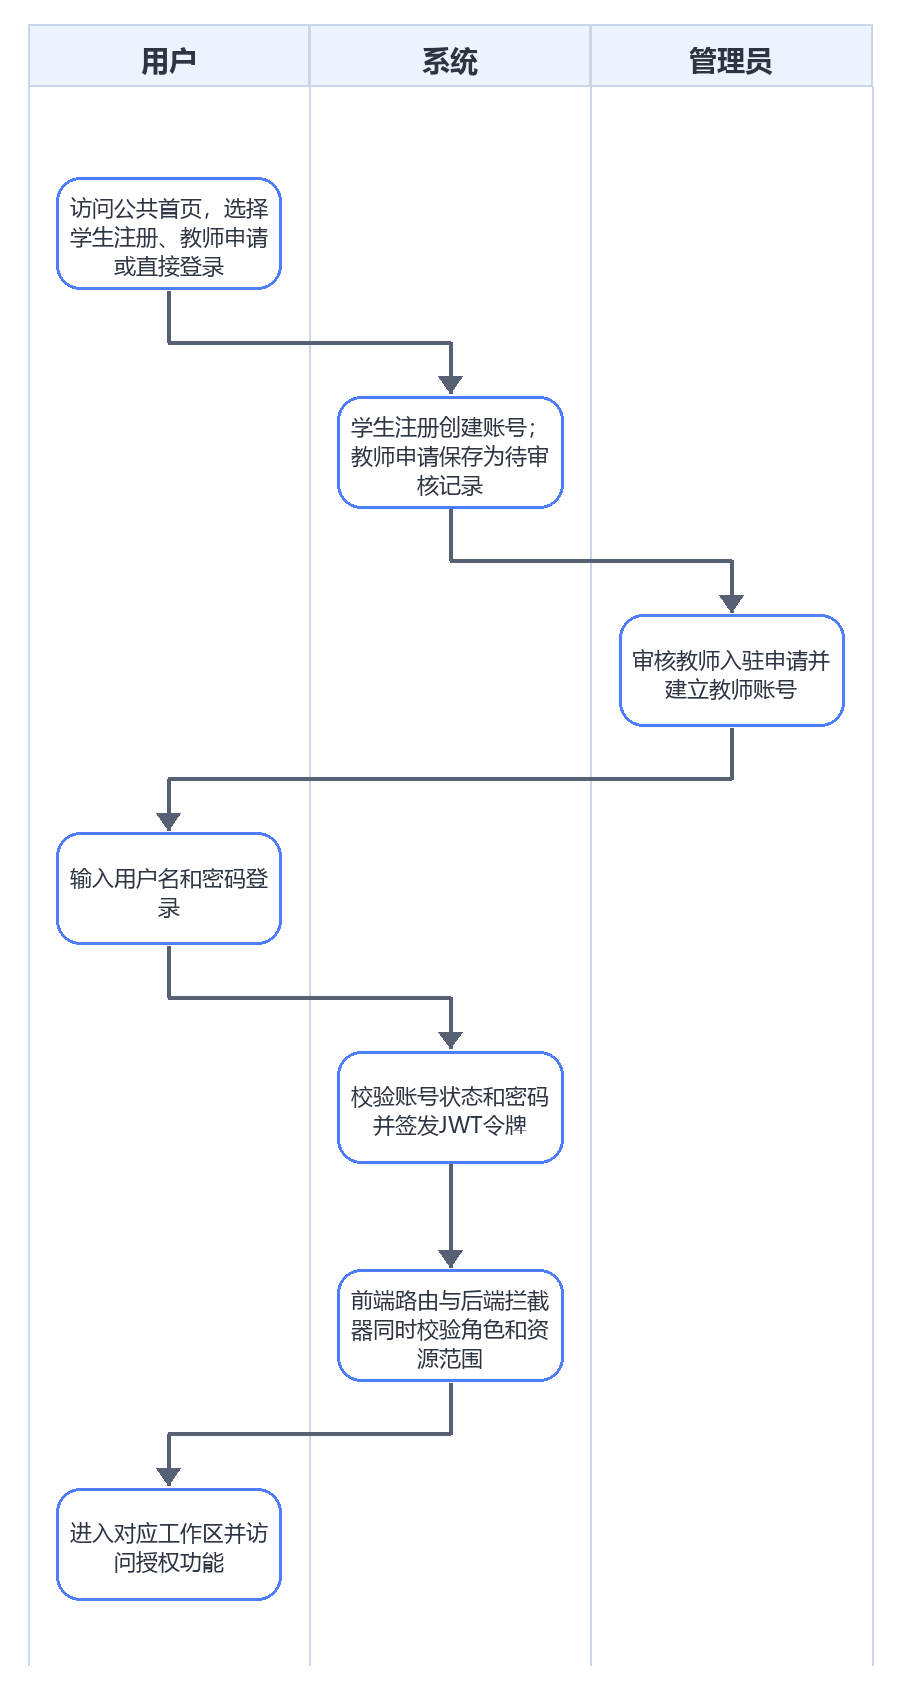 用户
系统
管理员
访问公共首页，选择
学生注册、教师申请
或直接登录
学生注册创建账号；
教师申请保存为待审
核记录
审核教师入驻申请并
建立教师账号
输入用户名和密码登
录
校验账号状态和密码
并签发JWT令牌
前端路由与后端拦截
器同时校验角色和资
源范围
进入对应工作区并访
问授权功能